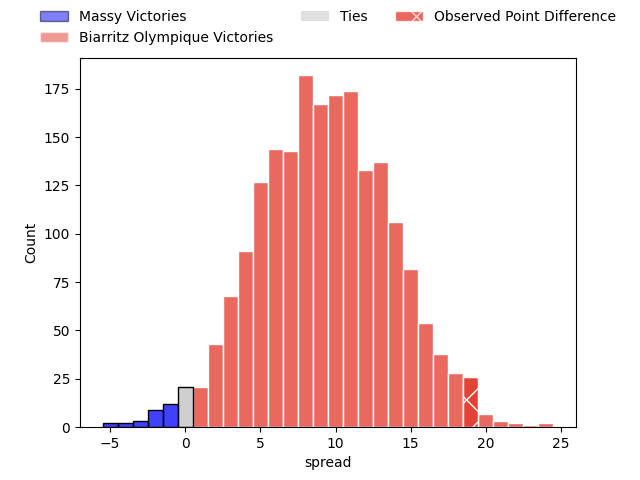 Massy Victories
Biarritz Olympique Victories
Ties
Observed Point Difference
Count
175
150
125
100
75
50
25
0
−5
0
5
10
15
20
25
spread